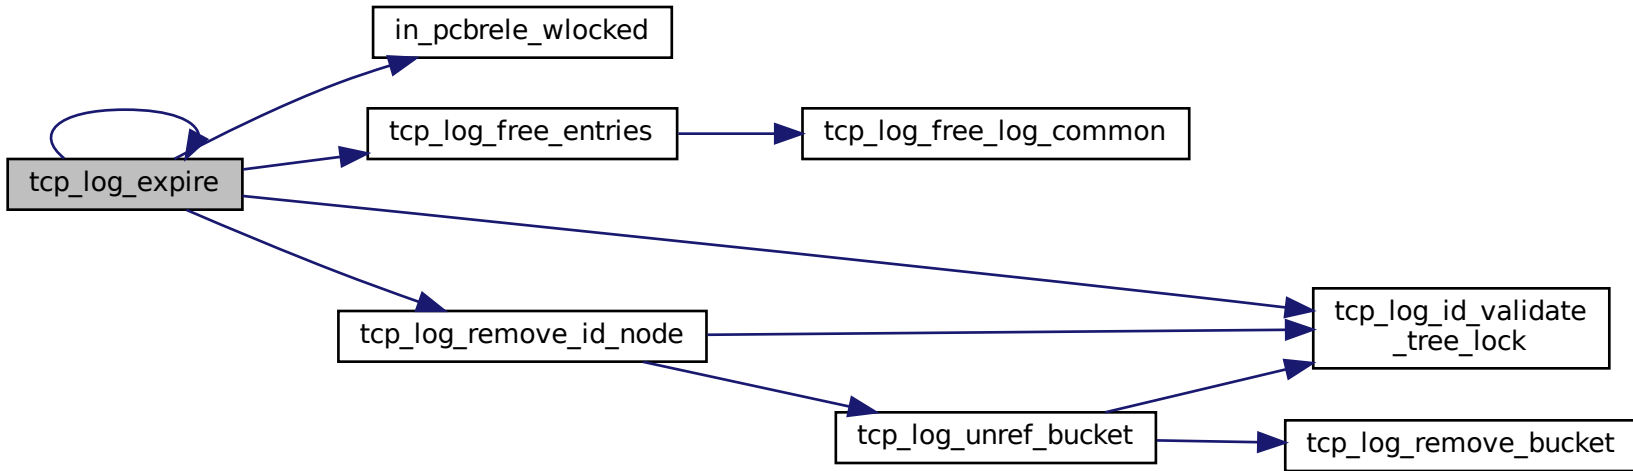 in_pcbrele_wlocked
tcp_log_free_entries
tcp_log_free_log_common
tcp_log_expire
tcp_log_id_validate
_tree_lock
tcp_log_remove_id_node
tcp_log_unref_bucket
tcp_log_remove_bucket